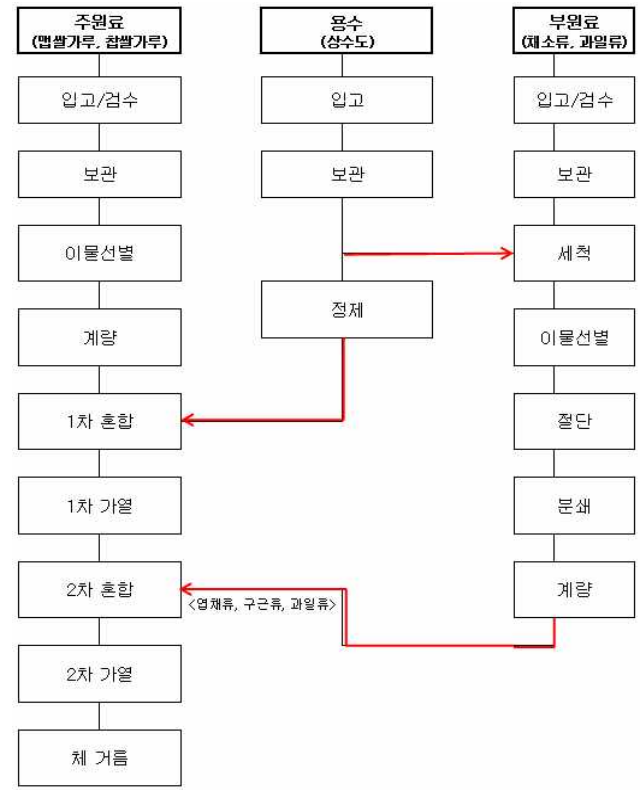 주원료
(맵쌀가루, 찹쌀가루)
입고/검수
보관
이물선별
계량
1차 혼합
1차 가열
2차 혼합
2차 가열
체 거름
용수
(상수도)
입고
보관
정제
<엽채류, 구근류, 과일류>
부원료
(채소류, 과일류)
입고/검수
보관
세척
이물선별
절단
분쇄
계량